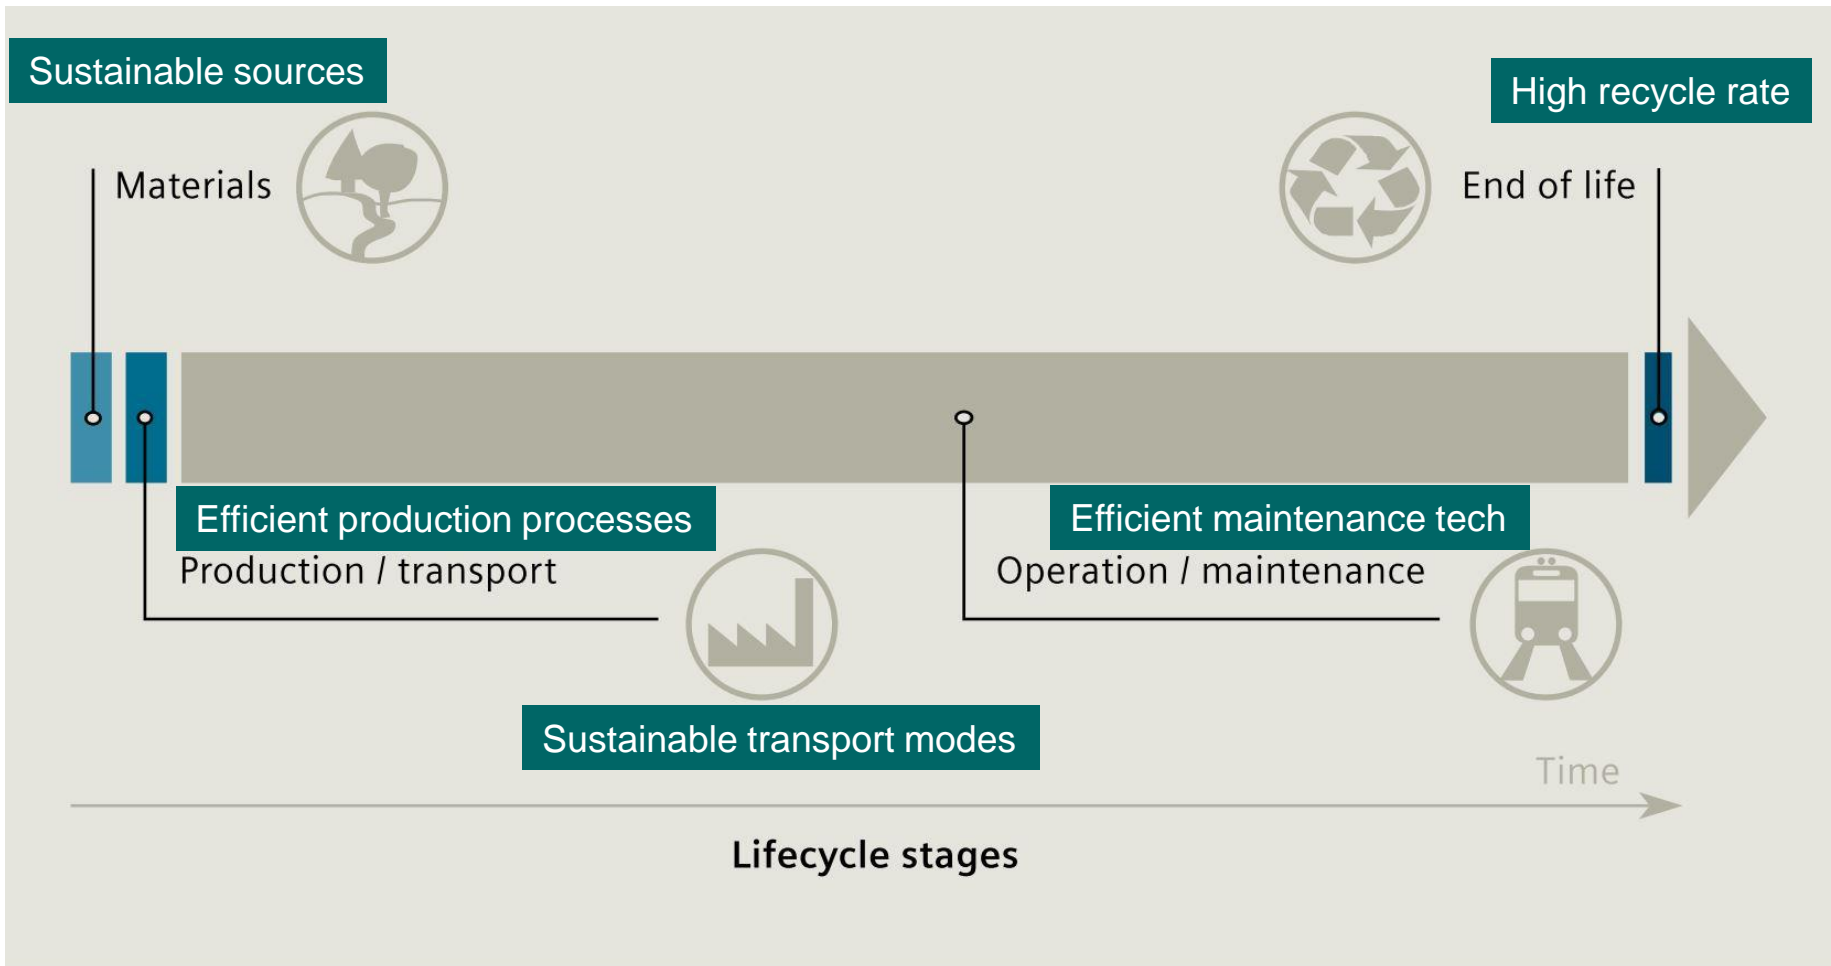 Sustainable sources
High recycle rate
Materials
End of life
Efficient production processes
Efficient maintenance tech
Production / transport
Operation / maintenance
Sustainable transport modes
Time
Lifecycle stages